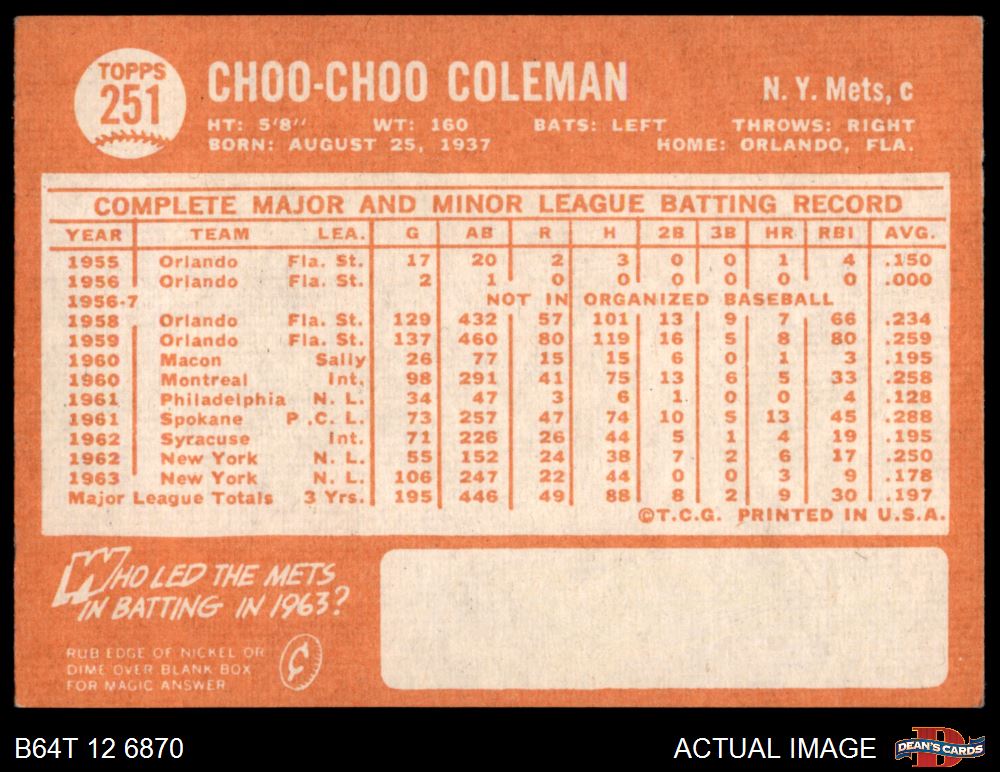 TOPPS
251
CHOO-CHOO COLEMAN
N. Y. Mets, c
HT: 5'8" WT: 160 BATS: LEFT THROWS: RIGHT
BORN: AUGUST 25, 1937 HOME: ORLANDO, FLA.
COMPLETE MAJOR AND MINOR LEAGUE BATTING RECORD
YEAR TEAM LEA. G AB R H 2B 3B HR RBI AVG.
1955 Orlando Fla. St. 17 20 2 3 0 0 1 4 .150
1956 Orlando Fla. St. 2 1 0 0 0 0 0 0 .000
1956-7 NOT IN ORGANIZED BASEBALL
1958 Orlando Fla. St. 129 432 57 101 13 9 7 66 .234
1959 Orlando Fla. St. 137 460 80 119 16 5 8 80 .259
1960 Macon Sally 26 77 15 15 6 0 1 3 .195
1960 Montreal Int. 98 291 41 75 13 6 5 33 .258
1961 Philadelphia N. L. 34 47 3 6 1 0 0 4 .128
1961 Spokane P.C. L. 73 257 47 74 10 5 13 45 .288
1962 Syracuse Int. 71 226 26 44 5 1 4 19 .195
1962 New York N. L. 55 152 24 38 7 2 6 17 .250
1963 New York N. L. 106 247 22 44 0 0 3 9 .178
Major League Totals 3 Yrs. 195 446 49 88 8 2 9 30 .197
©T.C.G. PRINTED IN U.S.A.
WHO LED THE METS
IN BATTING IN 1963?
RUB EDGE OF NICKEL OR
DIME OVER BLANK BOX
FOR MAGIC ANSWER
B64T 12 6870
ACTUAL IMAGE
DEAN'S CARDS